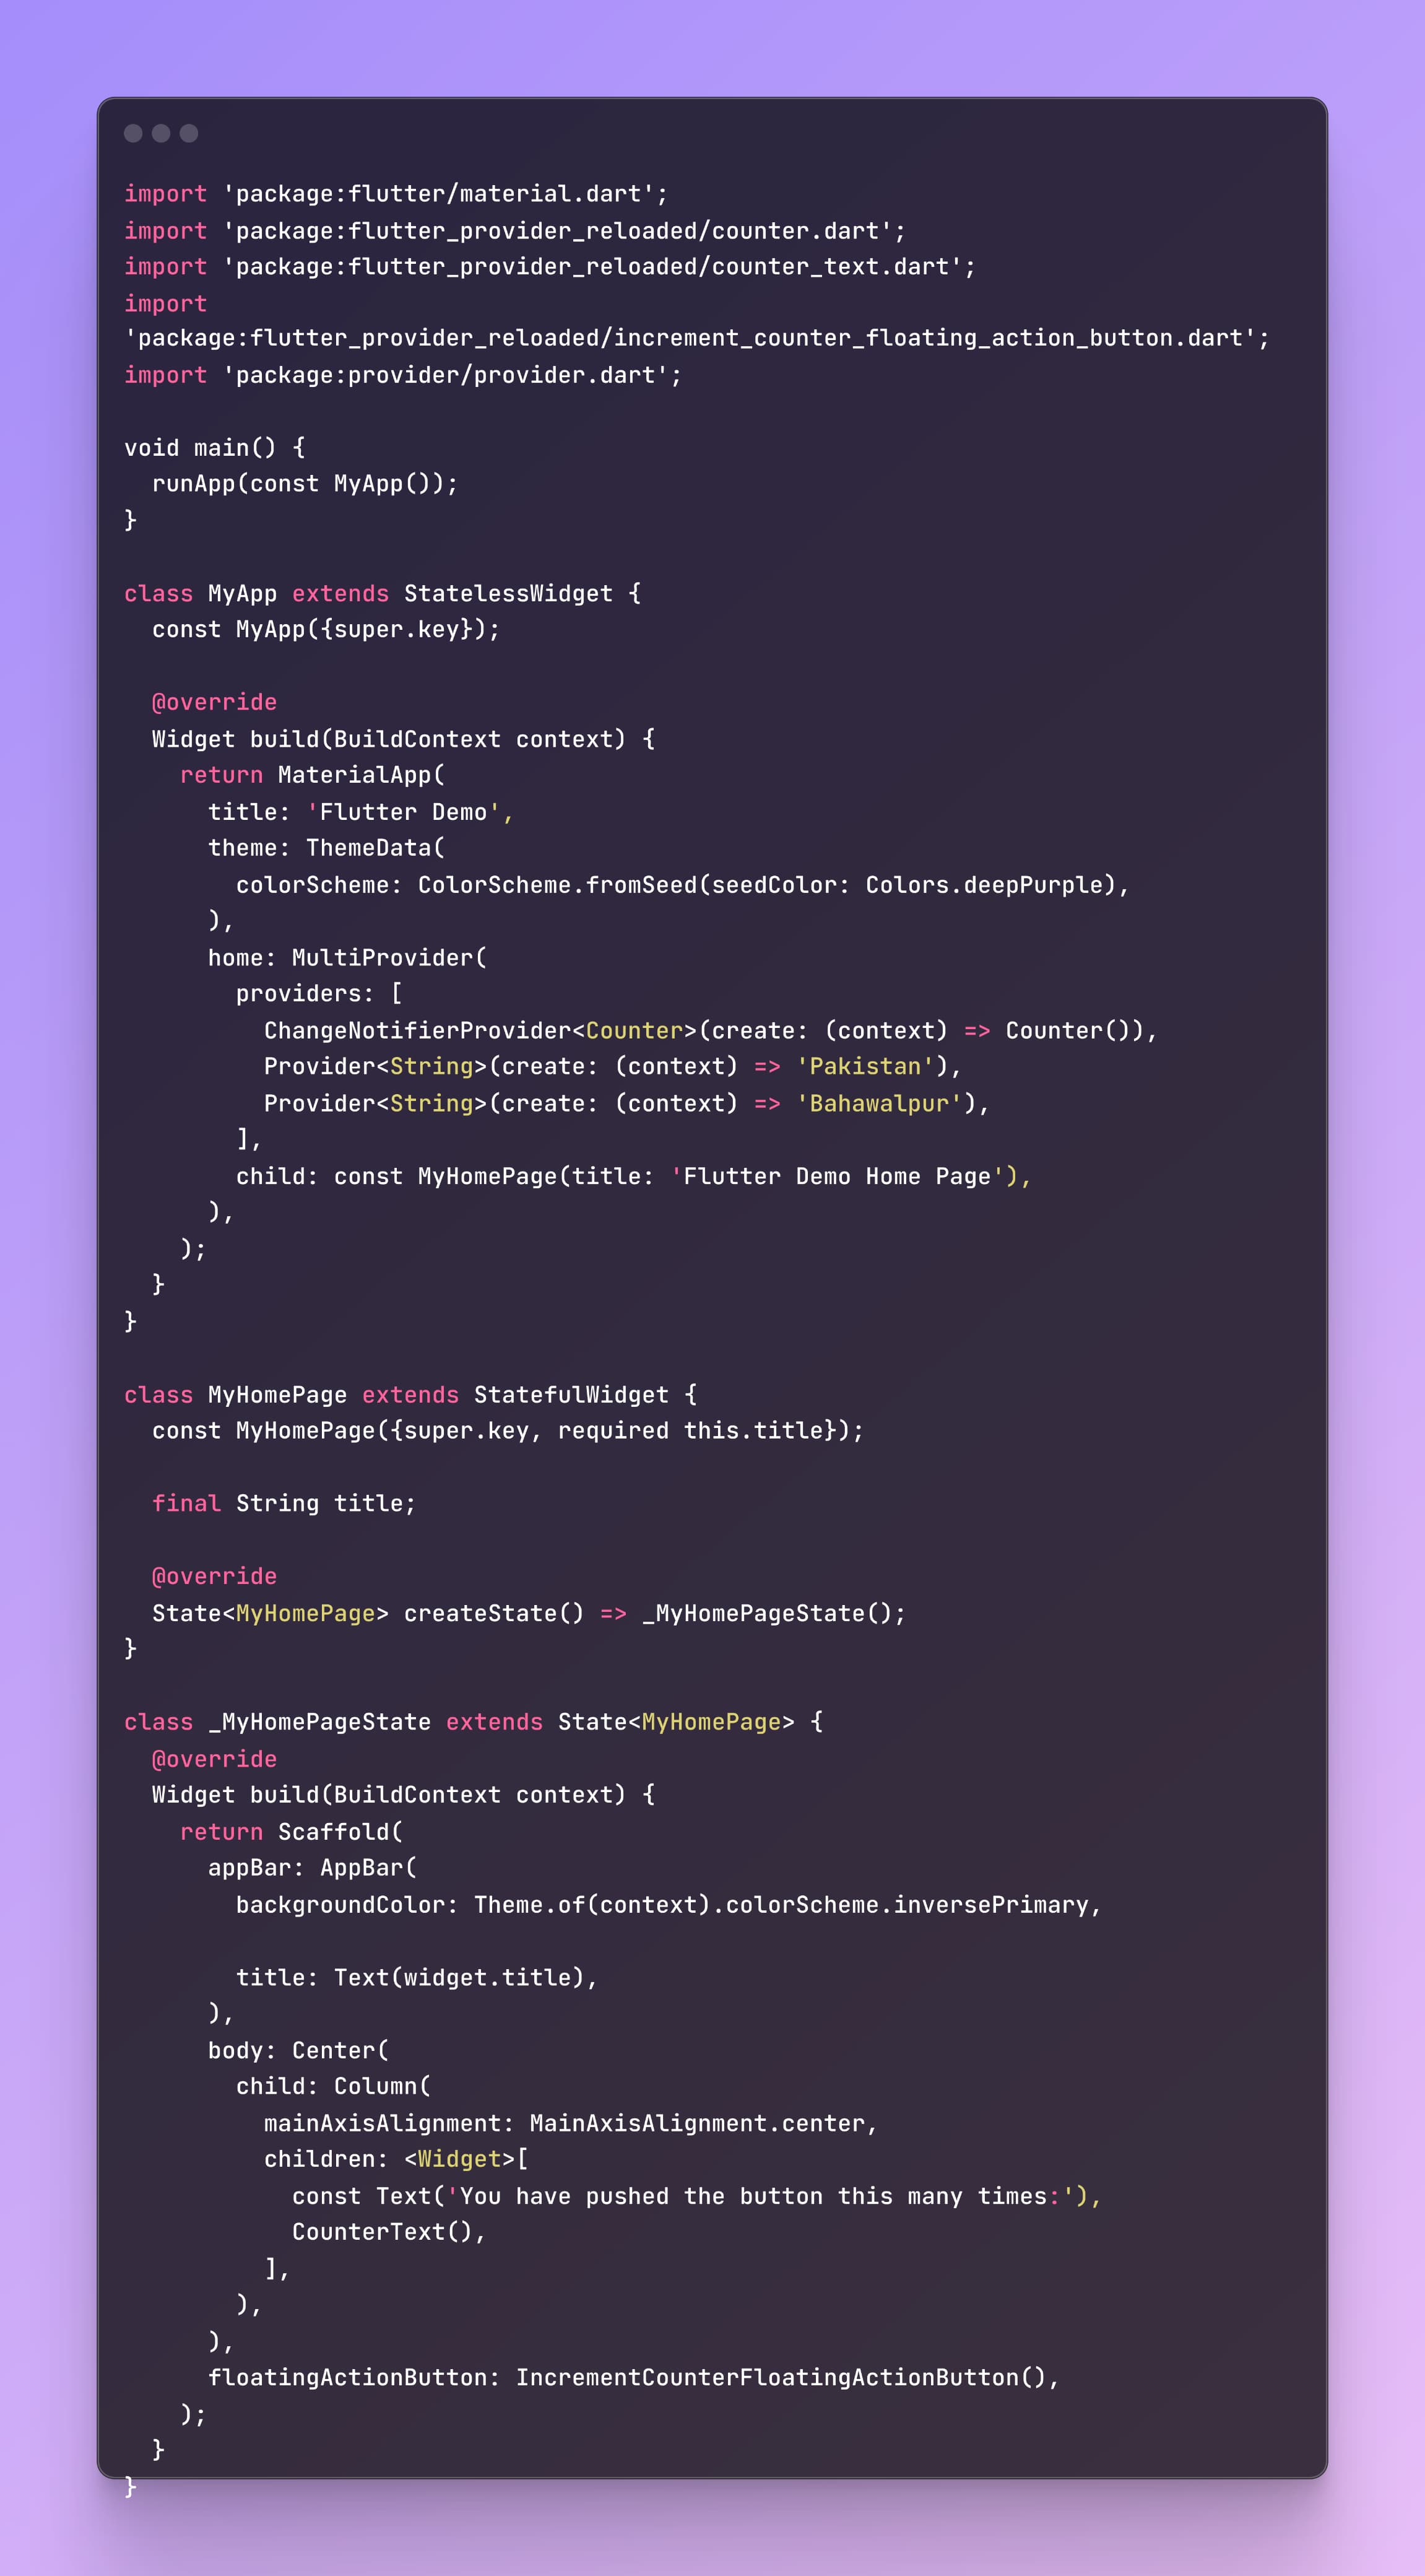 import 'package:flutter/material.dart';
import 'package:flutter_provider_reloaded/counter.dart';
import 'package:flutter_provider_reloaded/counter_text.dart';
import
'package:flutter_provider_reloaded/increment_counter_floating_action_button.dart';
import 'package:provider/provider.dart';

void main() {
  runApp(const MyApp());
}

class MyApp extends StatelessWidget {
  const MyApp({super.key});

  @override
  Widget build(BuildContext context) {
    return MaterialApp(
      title: 'Flutter Demo',
      theme: ThemeData(
        colorScheme: ColorScheme.fromSeed(seedColor: Colors.deepPurple),
      ),
      home: MultiProvider(
        providers: [
          ChangeNotifierProvider<Counter>(create: (context) => Counter()),
          Provider<String>(create: (context) => 'Pakistan'),
          Provider<String>(create: (context) => 'Bahawalpur'),
        ],
        child: const MyHomePage(title: 'Flutter Demo Home Page'),
      ),
    );
  }
}

class MyHomePage extends StatefulWidget {
  const MyHomePage({super.key, required this.title});

  final String title;

  @override
  State<MyHomePage> createState() => _MyHomePageState();
}

class _MyHomePageState extends State<MyHomePage> {
  @override
  Widget build(BuildContext context) {
    return Scaffold(
      appBar: AppBar(
        backgroundColor: Theme.of(context).colorScheme.inversePrimary,

        title: Text(widget.title),
      ),
      body: Center(
        child: Column(
          mainAxisAlignment: MainAxisAlignment.center,
          children: <Widget>[
            const Text('You have pushed the button this many times:'),
            CounterText(),
          ],
        ),
      ),
      floatingActionButton: IncrementCounterFloatingActionButton(),
    );
  }
}